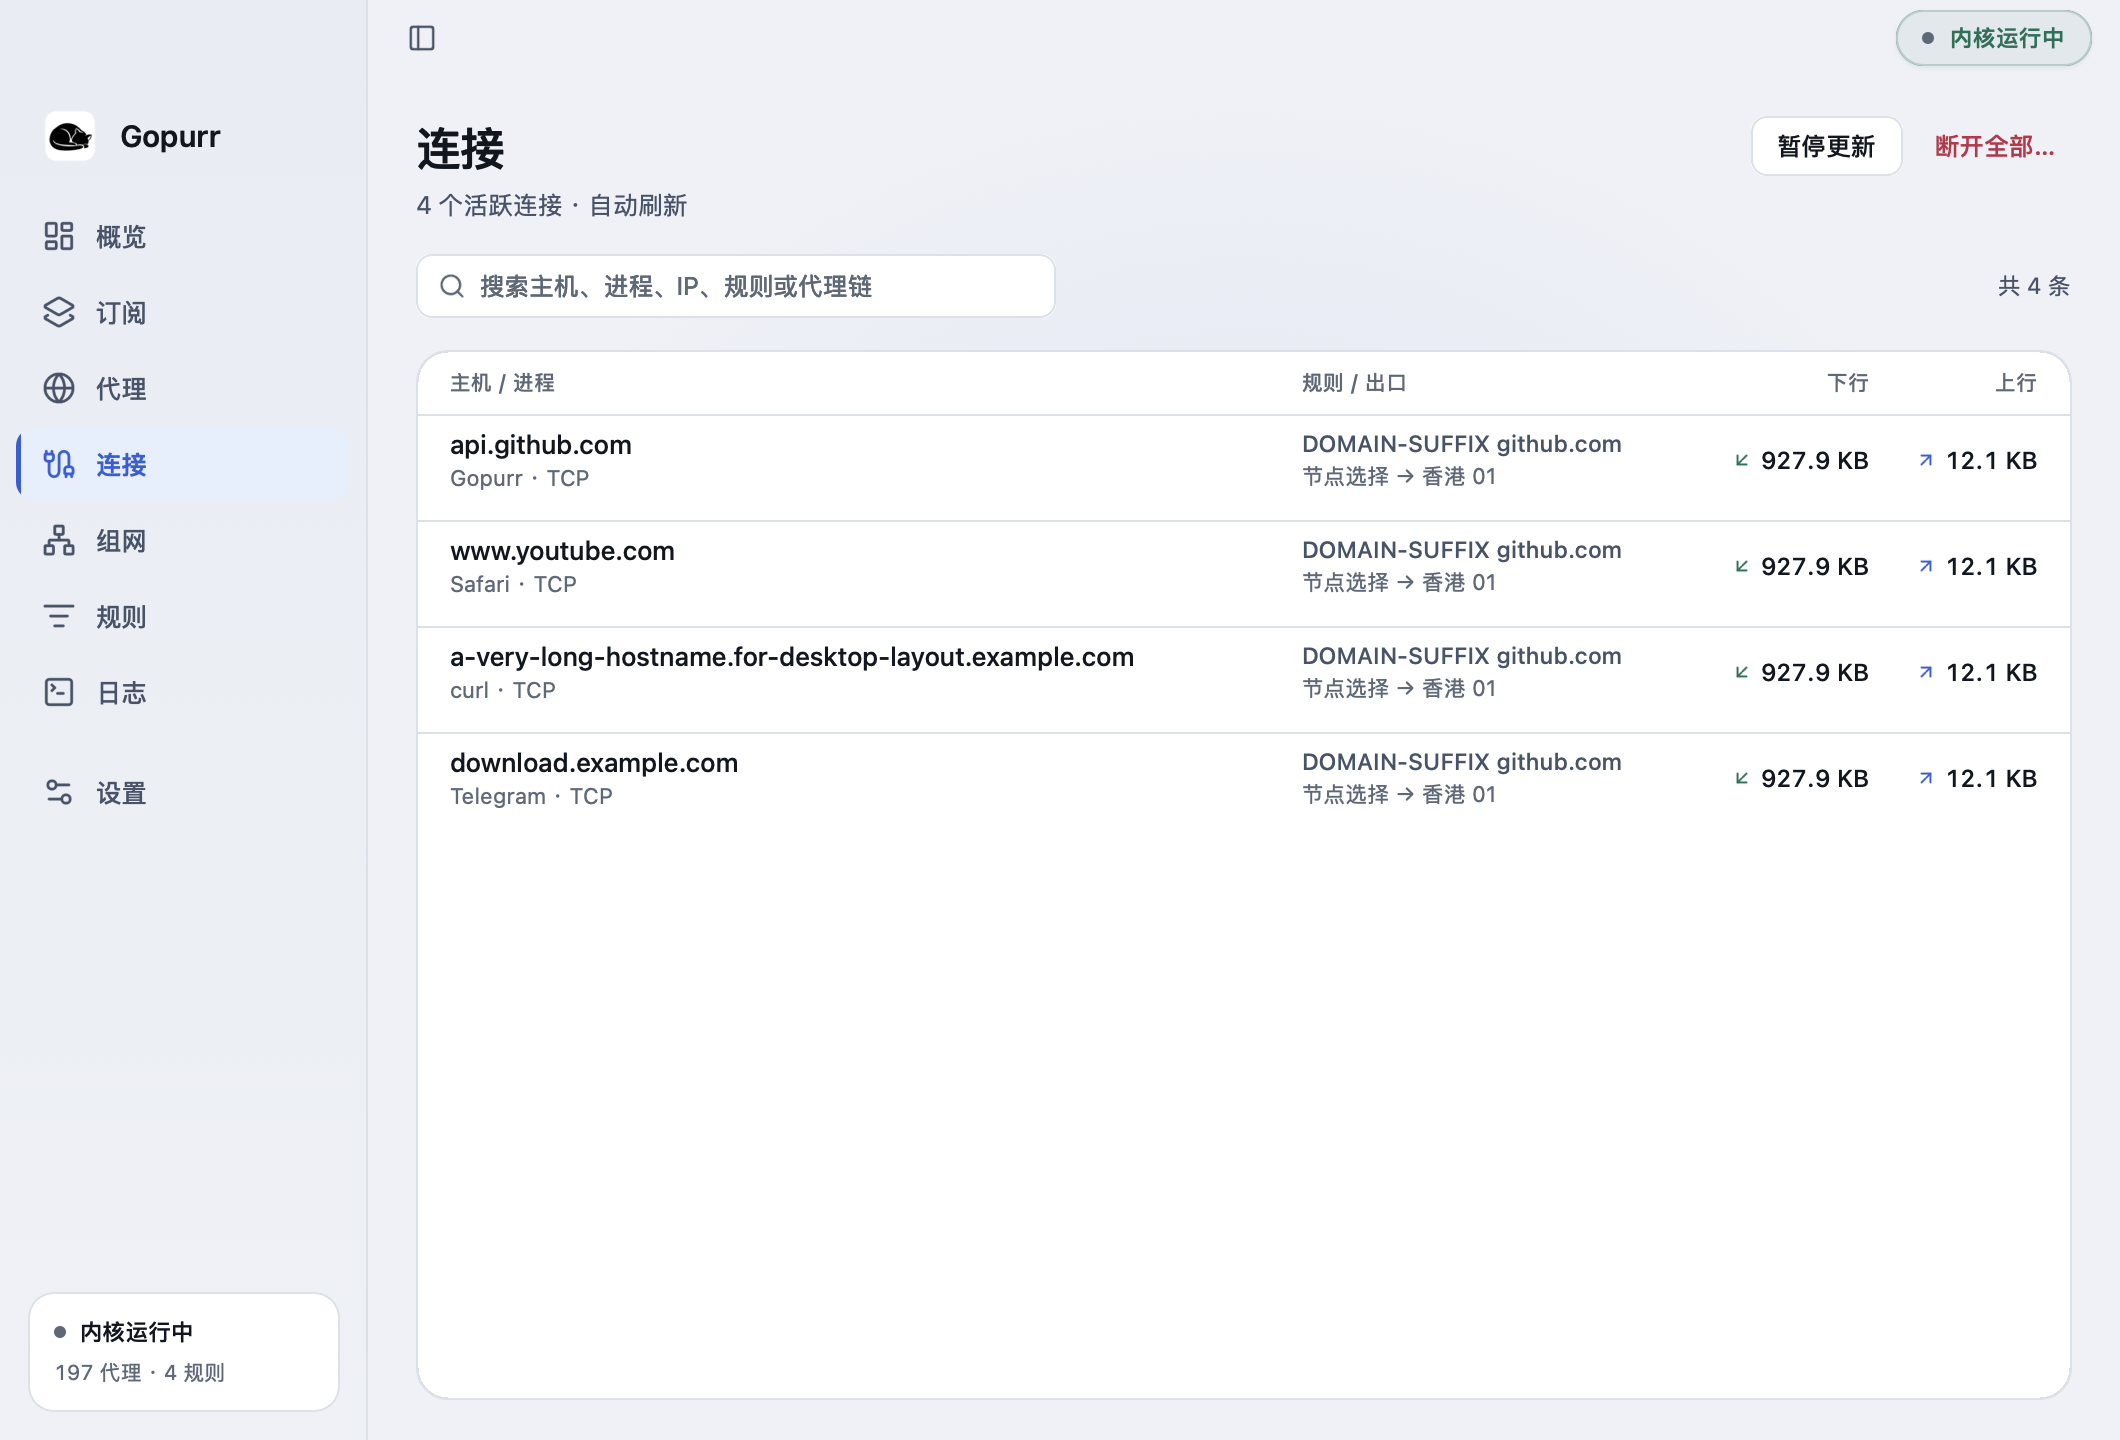 内核运行中
Gopurr
概览
订阅
代理
连接
组网
规则
日志
设置
内核运行中
197 代理 · 4 规则
连接
4 个活跃连接 · 自动刷新
暂停更新
断开全部...
搜索主机、进程、IP、规则或代理链
共 4 条
主机 / 进程 规则 / 出口 下行 上行
api.github.com
Gopurr · TCP
DOMAIN-SUFFIX github.com
节点选择 → 香港 01
↙ 927.9 KB ↗ 12.1 KB
www.youtube.com
Safari · TCP
DOMAIN-SUFFIX github.com
节点选择 → 香港 01
↙ 927.9 KB ↗ 12.1 KB
a-very-long-hostname.for-desktop-layout.example.com
curl · TCP
DOMAIN-SUFFIX github.com
节点选择 → 香港 01
↙ 927.9 KB ↗ 12.1 KB
download.example.com
Telegram · TCP
DOMAIN-SUFFIX github.com
节点选择 → 香港 01
↙ 927.9 KB ↗ 12.1 KB